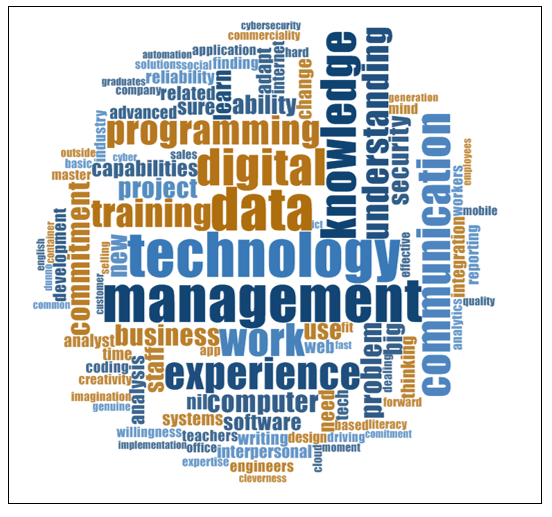 cybersecurity
commerciality
automation
application
hard
solutions
social
finding
adapt
internet
reliability
graduates
company
related
learn
change
knowledge
understanding
generation
mind
advanced
sure
ability
industry
programming
security
outside
basic
cyber
sales
digital
communication
employees
master
capabilities
project
workers
commitment
training
data
ict
integration
mobile
english
dunno
container
development
selling
new
technology
effective
reporting
common
customer
management
analytics
quality
analyst
business
work
use
fit
big
time
staff
app
web
fast
problem
dealing
thinking
coding
creativity
analysis
experience
imagination
genuine
nil
computer
need
tech
forward
systems
software
based
literacy
willingness
teachers
writing
design
driving
comitment
implementation
office
interpersonal
cloud
moment
expertise
engineers
cleverness